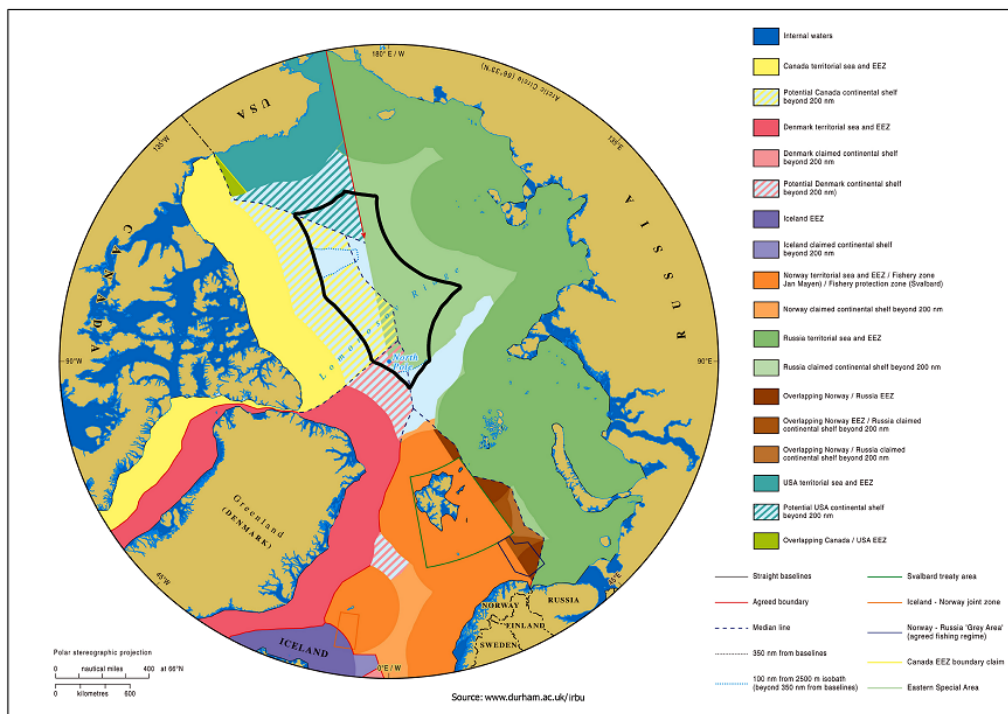 180° E / W
Arctic Circle (66°33'N)
USA
135°W
135°E
CANADA
RUSSIA
Lomonosov Ridge
North
Pole
90°W
90°E
Greenland
(DENMARK)
45°W
45°E
NORWAY
RUSSIA
FINLAND
SWEDEN
ICELAND
0°E / W
Polar stereographic projection
0 nautical miles 400 at 66°N
0 kilometres 600
Source: www.durham.ac.uk/irbu
Internal waters
Canada territorial sea and EEZ
Potential Canada continental shelf
beyond 200 nm
Denmark territorial sea and EEZ
Denmark claimed continental shelf
beyond 200 nm
Potential Denmark continental shelf
beyond 200 nm)
Iceland EEZ
Iceland claimed continental shelf
beyond 200 nm
Norway territorial sea and EEZ / Fishery zone
Jan Mayen) / Fishery protection zone (Svalbard)
Norway claimed continental shelf beyond 200 nm
Russia territorial sea and EEZ
Russia claimed continental shelf beyond 200 nm
Overlapping Norway / Russia EEZ
Overlapping Norway EEZ / Russia claimed
continental shelf beyond 200 nm
Overlapping Norway / Russia claimed
continental shelf beyond 200 nm
USA territorial sea and EEZ
Potential USA continental shelf
beyond 200 nm
Overlapping Canada / USA EEZ
Straight baselines
Agreed boundary
Median line
350 nm from baselines
100 nm from 2500 m isobath
(beyond 350 nm from baselines)
Svalbard treaty area
Iceland - Norway joint zone
Norway - Russia 'Grey Area'
(agreed fishing regime)
Canada EEZ boundary claim
Eastern Special Area